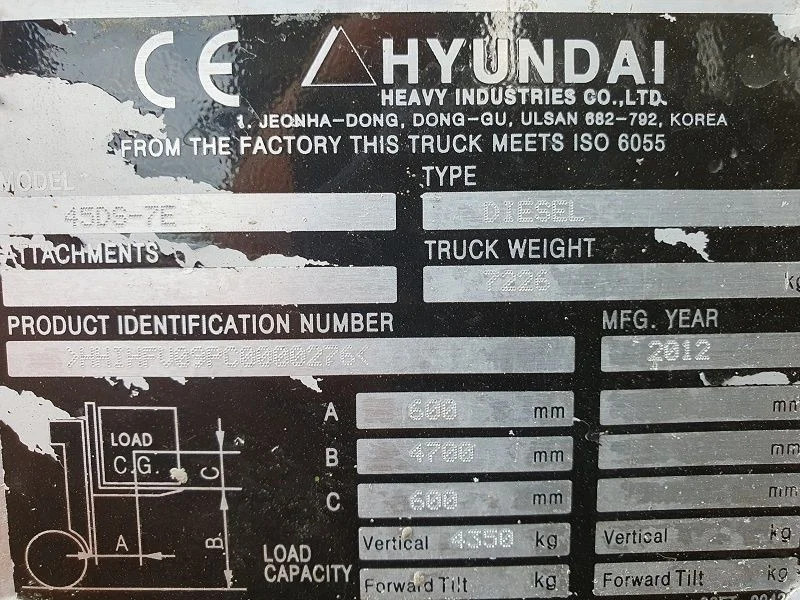 CE HYUNDAI
HEAVY INDUSTRIES CO.,LTD.
1. JEONHA-DONG, DONG-GU, ULSAN 682-792, KOREA
FROM THE FACTORY THIS TRUCK MEETS ISO 6055
MODEL TYPE
45DS-7E DIESEL
ATTACHMENTS TRUCK WEIGHT
7226 kg
PRODUCT IDENTIFICATION NUMBER MFG. YEAR
2012
A 600 mm mm
LOAD
C.G. C
B 4700 mm mm
C 600 mm mm
A B
LOAD CAPACITY
Vertical 4350 kg Vertical kg
Forward Tilt kg Forward Tilt kg